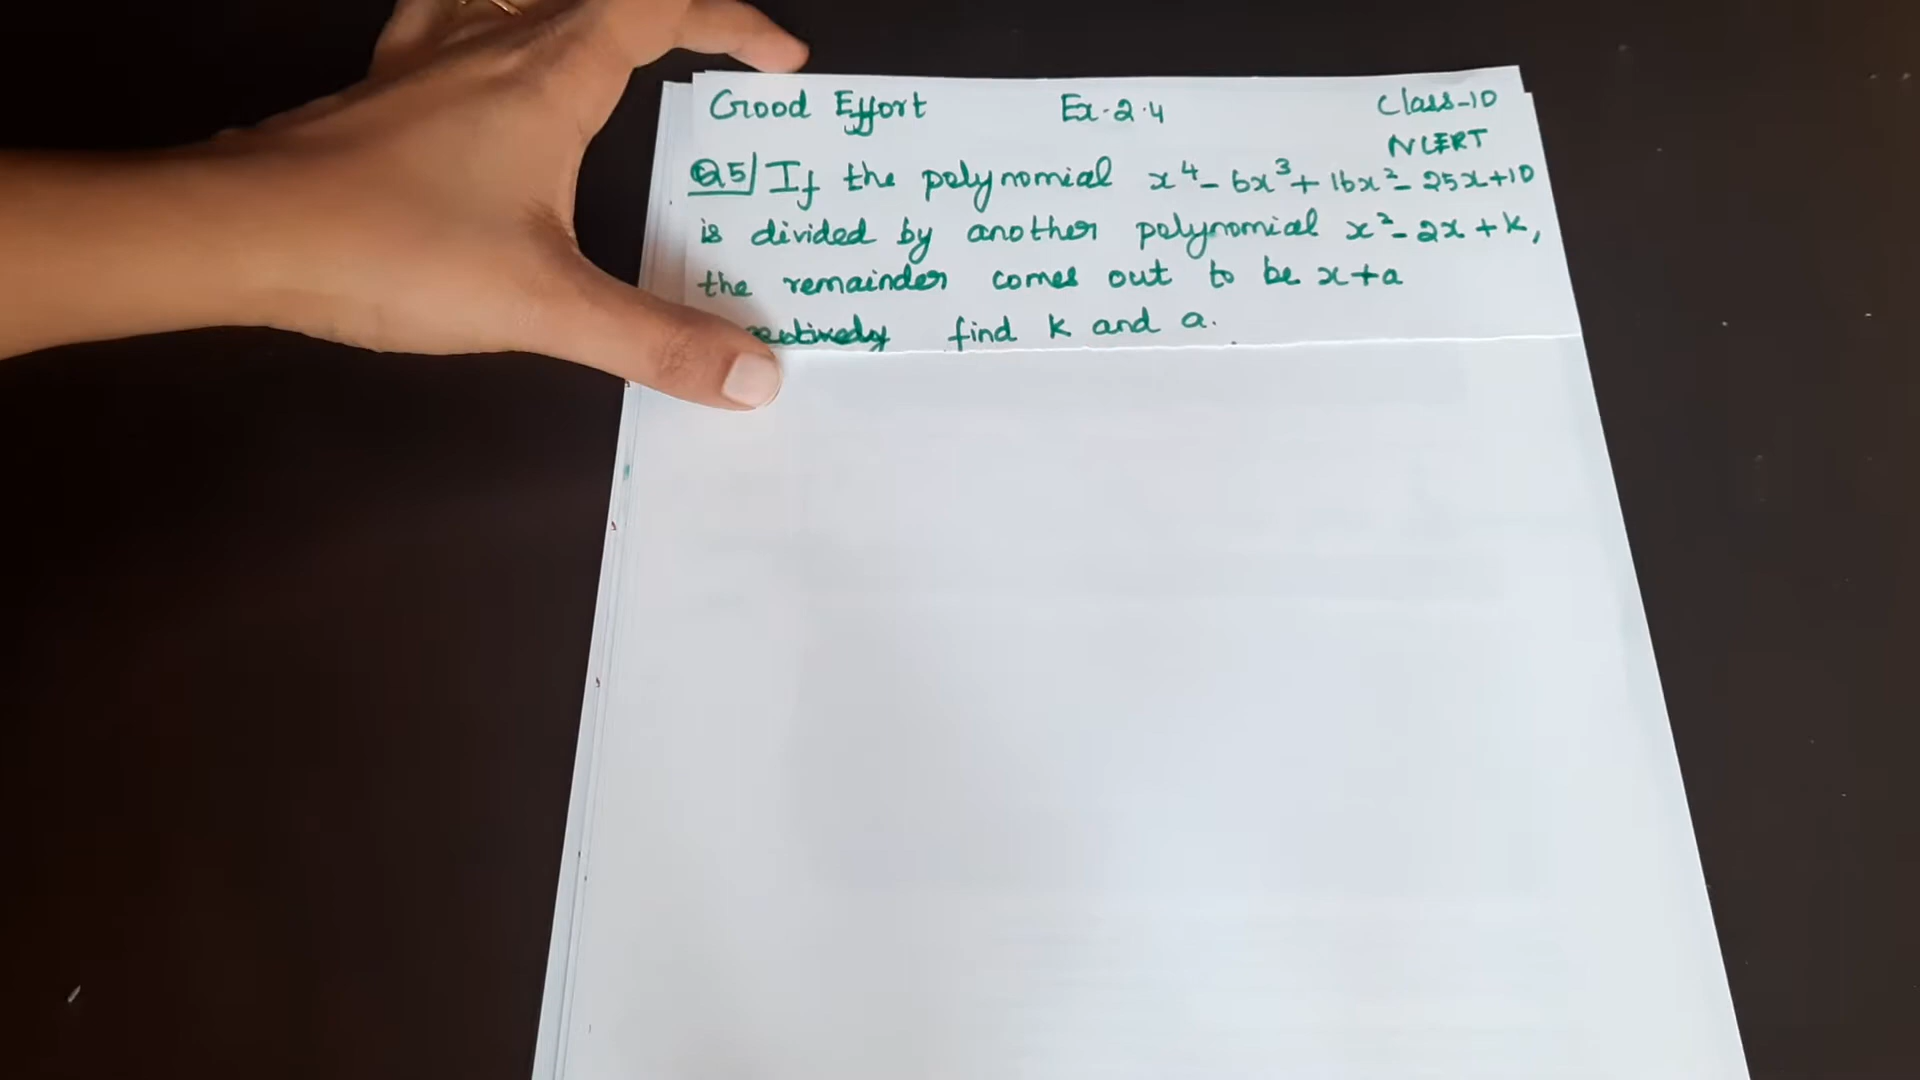 Good Effort Ex-2.4 Class-10
NCERT
Q5) If the polynomial x⁴- 6x³+ 16x²- 25x+10
is divided by another polynomial x²- 2x + k,
the remainder comes out to be x+a
find k and a.